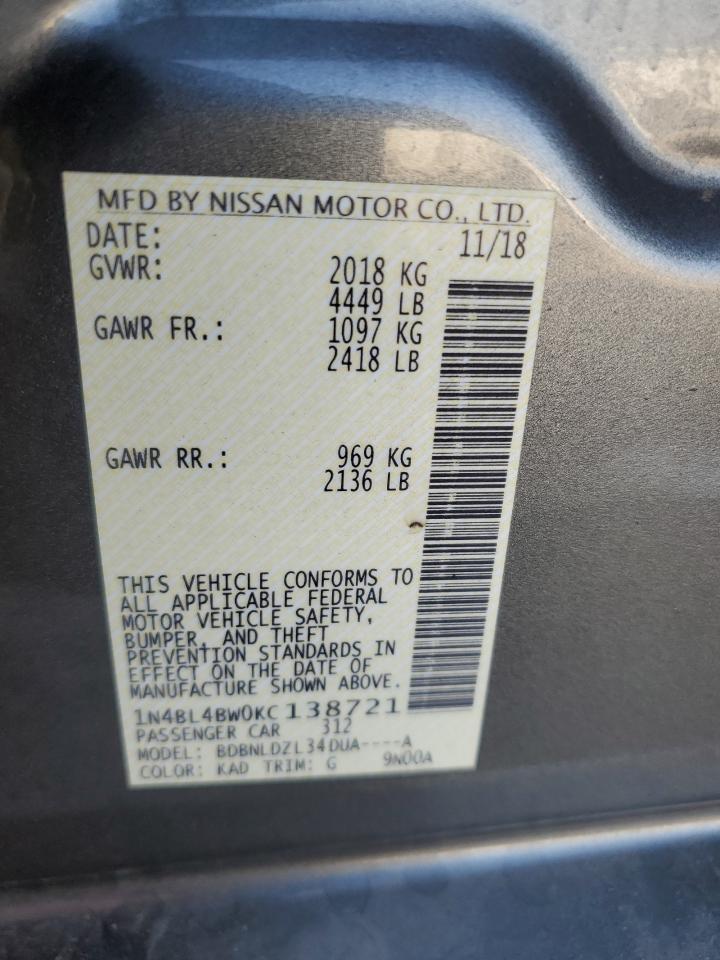 MFD BY NISSAN MOTOR CO., LTD.
DATE: 11/18
GVWR: 2018 KG
4449 LB
GAWR FR.: 1097 KG
2418 LB
GAWR RR.: 969 KG
2136 LB
THIS VEHICLE CONFORMS TO
ALL APPLICABLE FEDERAL
MOTOR VEHICLE SAFETY,
BUMPER, AND THEFT
PREVENTION STANDARDS IN
EFFECT ON THE DATE OF
MANUFACTURE SHOWN ABOVE.
1N4BL4BW0KC138721
PASSENGER CAR 312
MODEL: BDBNLDZL34DUA----A
COLOR: KAD TRIM: G 9N00A